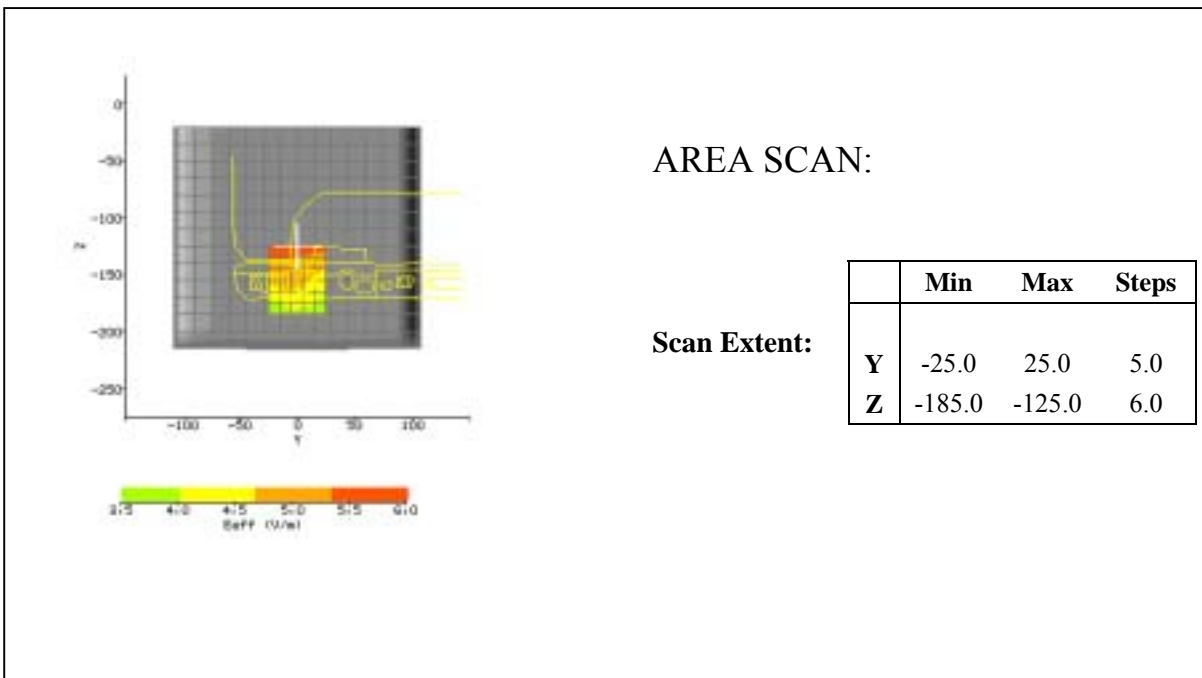 AREA SCAN:
Min Max Steps
Scan Extent:
Y -25.0 25.0 5.0
Z -185.0 -125.0 6.0
0
-50
-100
-150
-200
-250
Z
-100 -50 0 50 100
Y
3.5 4.0 4.5 5.0 5.5 6.0
Eeff (V/m)